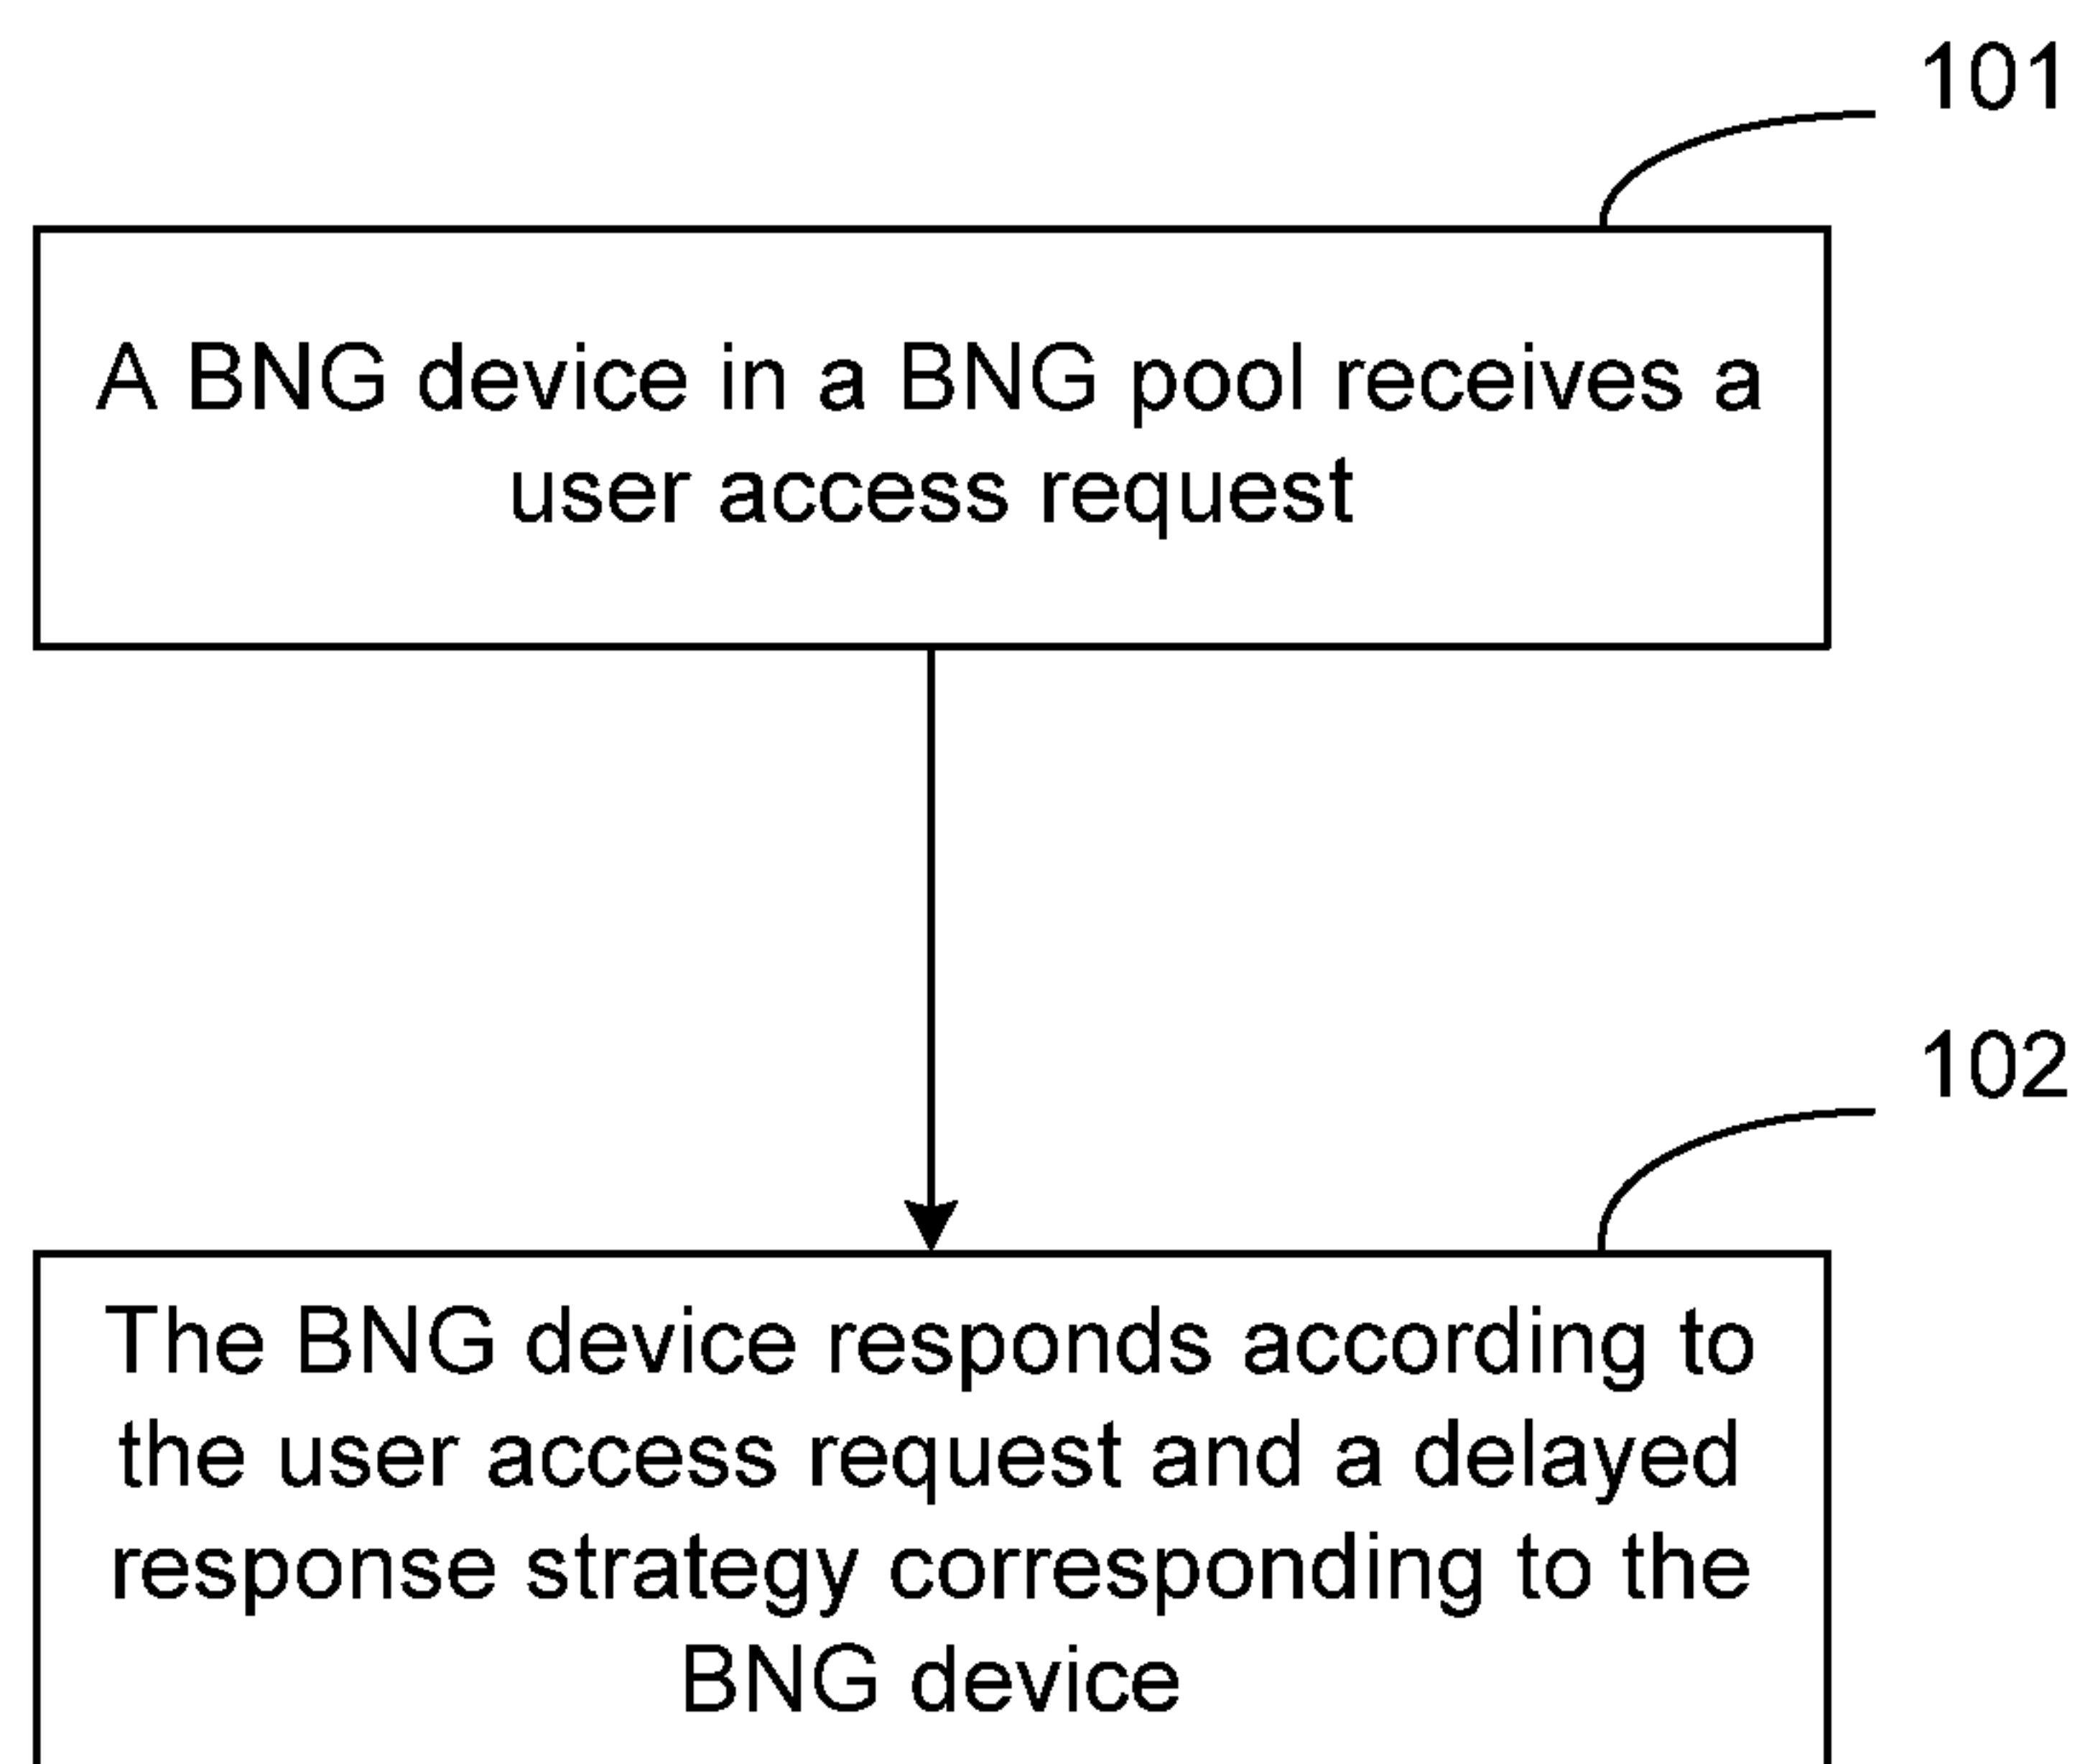 101
A BNG device in a BNG pool receives a
user access request
102
The BNG device responds according to
the user access request and a delayed
response strategy corresponding to the
BNG device